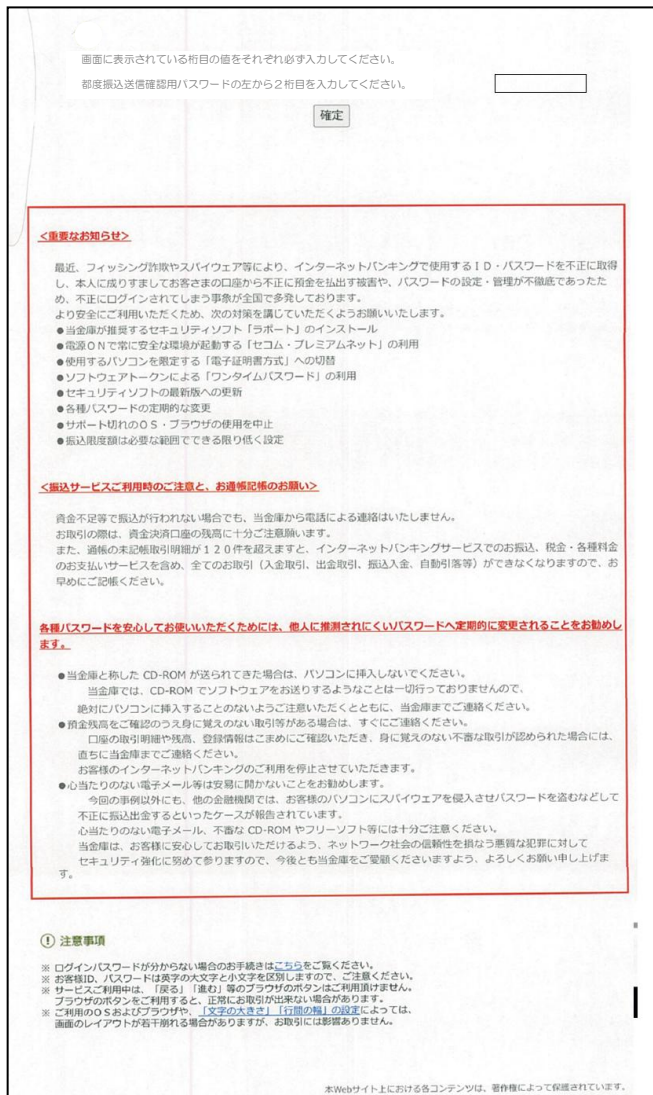 画面に表示されている桁目の値をそれぞれ必ず入力してください。
都度振込送信確認用パスワードの左から２桁目を入力してください。
確定
＜重要なお知らせ＞
最近、フィッシング詐欺やスパイウェア等により、インターネットバンキングで使用するＩＤ・パスワードを不正に取得
し、本人に成りすましてお客さまの口座から不正に預金を払出す被害や、パスワードの設定・管理が不徹底であったた
め、不正にログインされてしまう事象が全国で多発しております。
より安全にご利用いただくため、次の対策を講じていただくようお願いいたします。
●当金庫が推奨するセキュリティソフト「ラポート」のインストール
●電源ＯＮで常に安全な環境が起動する「セコム・プレミアムネット」の利用
●使用するパソコンを限定する「電子証明書方式」への切替
●ソフトウェアトークンによる「ワンタイムパスワード」の利用
●セキュリティソフトの最新版への更新
●各種パスワードの定期的な変更
●サポート切れのＯＳ・ブラウザの使用を中止
●振込限度額は必要な範囲でできる限り低く設定
＜振込サービスご利用時のご注意と、お通帳記帳のお願い＞
資金不足等で振込が行われない場合でも、当金庫から電話による連絡はいたしません。
お取引の際は、資金決済口座の残高に十分ご注意願います。
また、通帳の未記帳取引明細が１２０件を超えますと、インターネットバンキングサービスでのお振込、税金・各種料金
のお支払いサービスを含め、全てのお取引（入金取引、出金取引、振込入金、自動引落等）ができなくなりますので、お
早めにご記帳ください。
各種パスワードを安心してお使いいただくためには、他人に推測されにくいパスワードへ定期的に変更されることをお勧めし
ます。
●当金庫と称した CD-ROM が送られてきた場合は、パソコンに挿入しないでください。
当金庫では、CD-ROM でソフトウェアをお送りするようなことは一切行っておりませんので、
絶対にパソコンに挿入することのないようご注意いただくとともに、当金庫までご連絡ください。
●預金残高をご確認のうえ身に覚えのない取引等がある場合は、すぐにご連絡ください。
口座の取引明細や残高、登録情報はこまめにご確認いただき、身に覚えのない不審な取引が認められた場合には、
直ちに当金庫までご連絡ください。
お客様のインターネットバンキングのご利用を停止させていただきます。
●心当たりのない電子メール等は安易に開かないことをお勧めします。
今回の事例以外にも、他の金融機関では、お客様のパソコンにスパイウェアを侵入させパスワードを盗むなどして
不正に振込出金するといったケースが報告されています。
心当たりのない電子メール、不審な CD-ROM やフリーソフト等には十分ご注意ください。
当金庫は、お客様に安心してお取引いただけるよう、ネットワーク社会の信頼性を損なう悪質な犯罪に対して
セキュリティ強化に努めて参りますので、今後とも当金庫をご愛顧くださいますよう、よろしくお願い申し上げま
す。
注意事項
※ ログインパスワードが分からない場合のお手続きはこちらをご覧ください。
※ お客様ID、パスワードは英字の大文字と小文字を区別しますので、ご注意ください。
※ サービスご利用中は、「戻る」「進む」等のブラウザのボタンはご利用頂けません。
ブラウザのボタンをご利用すると、正常にお取引が出来ない場合があります。
※ ご利用のＯＳおよびブラウザや、「文字の大きさ」「行間の幅」の設定によっては、
画面のレイアウトが若干崩れる場合がありますが、お取引には影響ありません。
本Webサイト上における各コンテンツは、著作権によって保護されています。